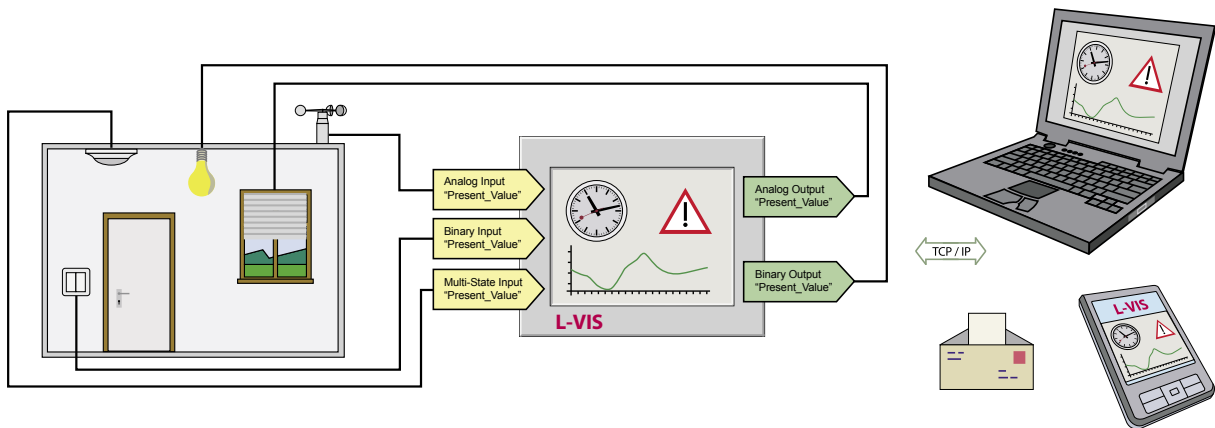 Analog Input
"Present_Value"
Binary Input
"Present_Value"
Multi-State Input
"Present_Value"
L-VIS
Analog Output
"Present_Value"
Binary Output
"Present_Value"
TCP / IP
L-VIS